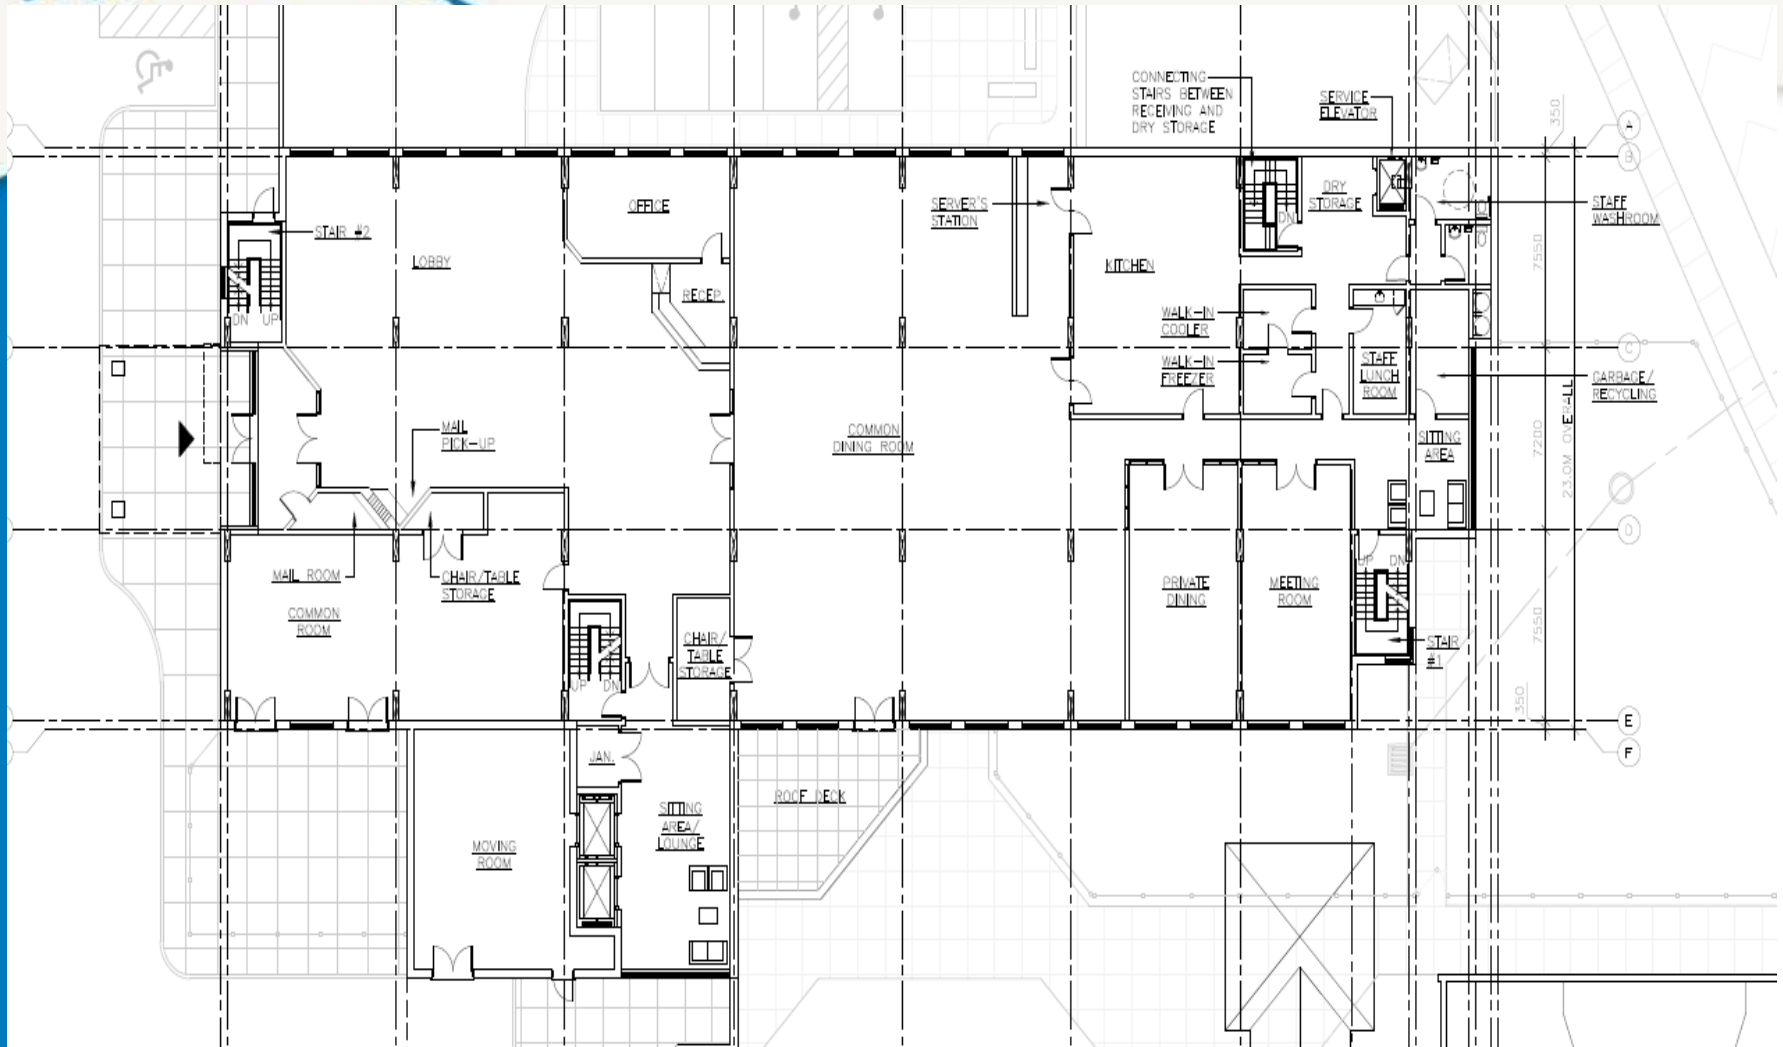 CONNECTING
STAIRS BETWEEN
RECEIVING AND
DRY STORAGE
SERVICE
ELEVATOR
350
A
B
STAIR #2
LOBBY
OFFICE
RECEP.
SERVER'S
STATION
KITCHEN
DN
DRY
STORAGE
STAFF
WASHROOM
7550
DN UP
WALK-IN
COOLER
WALK-IN
FREEZER
STAFF
LUNCH
ROOM
C
GARBAGE/
RECYCLING
MAIL
PICK-UP
COMMON
DINING ROOM
SITTING
AREA
7200
23.0M OVERALL
D
MAIL ROOM
CHAIR/TABLE
STORAGE
COMMON
ROOM
PRIVATE
DINING
MEETING
ROOM
UP DN
CHAIR/
TABLE
STORAGE
UP DN
STAIR
#1
7550
350
E
F
JAN.
MOVING
ROOM
SITTING
AREA/
LOUNGE
ROOF DECK